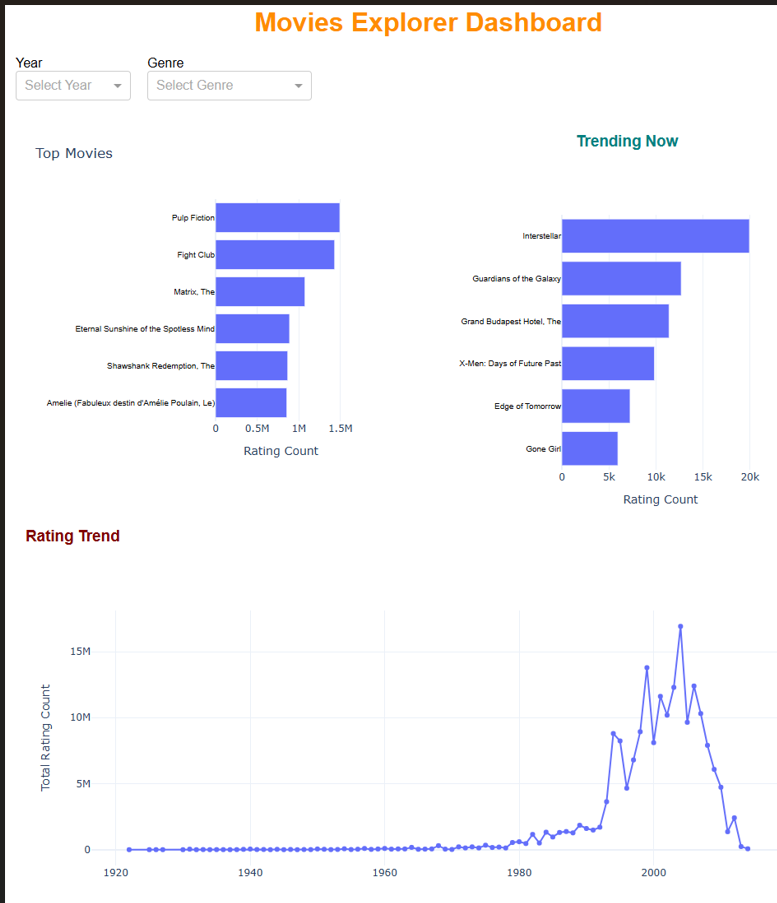 Movies Explorer Dashboard
Year
Genre
Select Year
Select Genre
Top Movies
Pulp Fiction
Fight Club
Matrix, The
Eternal Sunshine of the Spotless Mind
Shawshank Redemption, The
Amelie (Fabuleux destin d'Amélie Poulain, Le)
0 0.5M 1M 1.5M
Rating Count
Trending Now
Interstellar
Guardians of the Galaxy
Grand Budapest Hotel, The
X-Men: Days of Future Past
Edge of Tomorrow
Gone Girl
0 5k 10k 15k 20k
Rating Count
Rating Trend
Total Rating Count
15M
10M
5M
0
1920 1940 1960 1980 2000